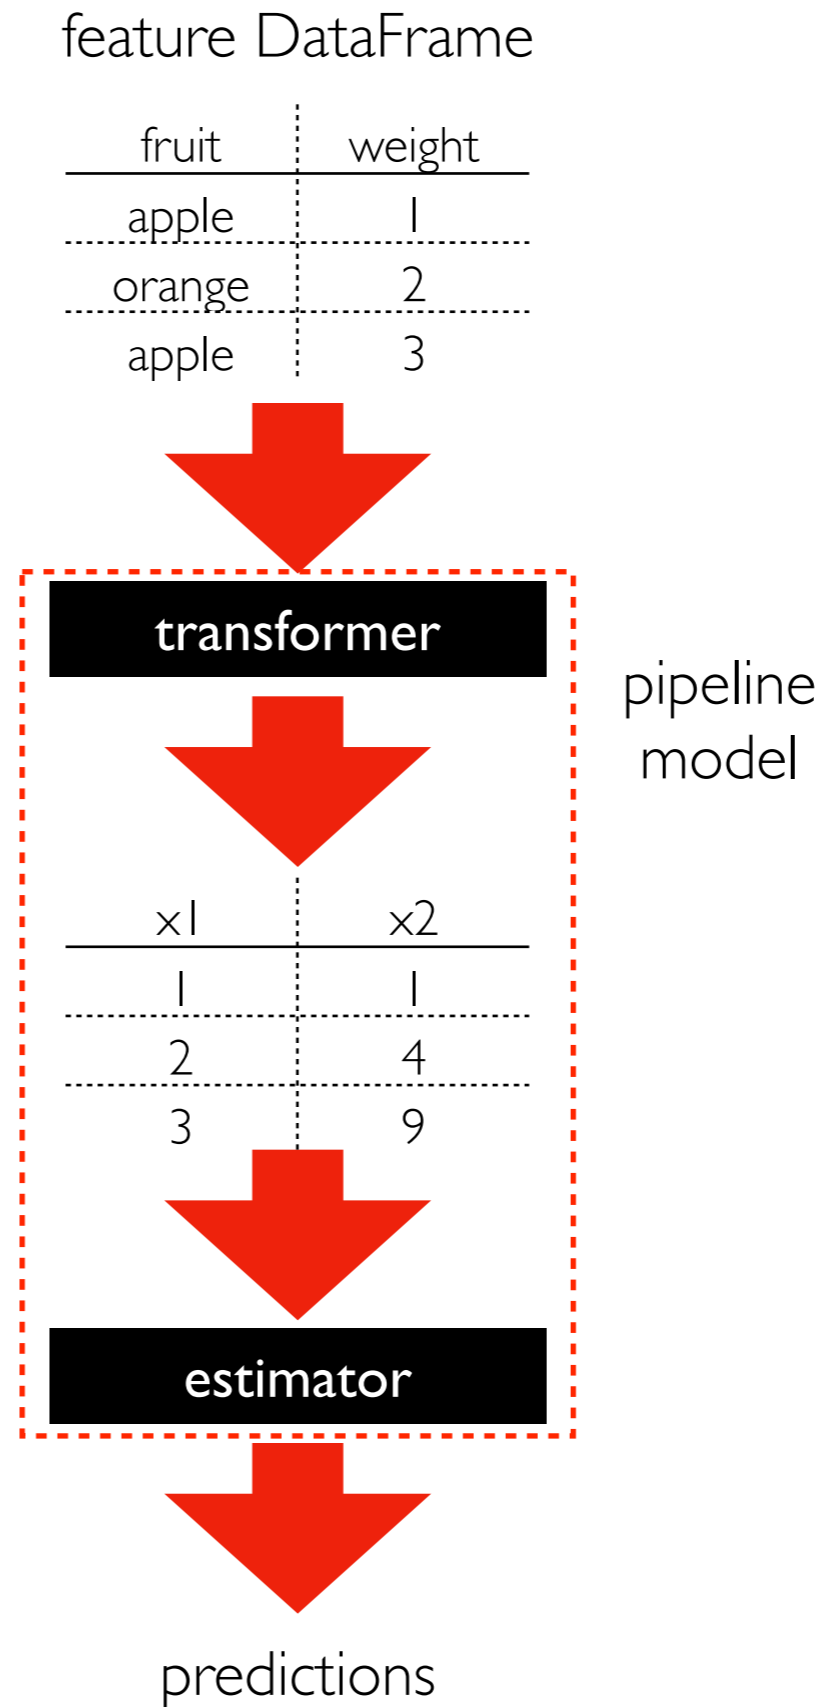 feature DataFrame
fruit weight
apple 1
orange 2
apple 3
transformer
pipeline
model
x1 x2
1 1
2 4
3 9
estimator
predictions